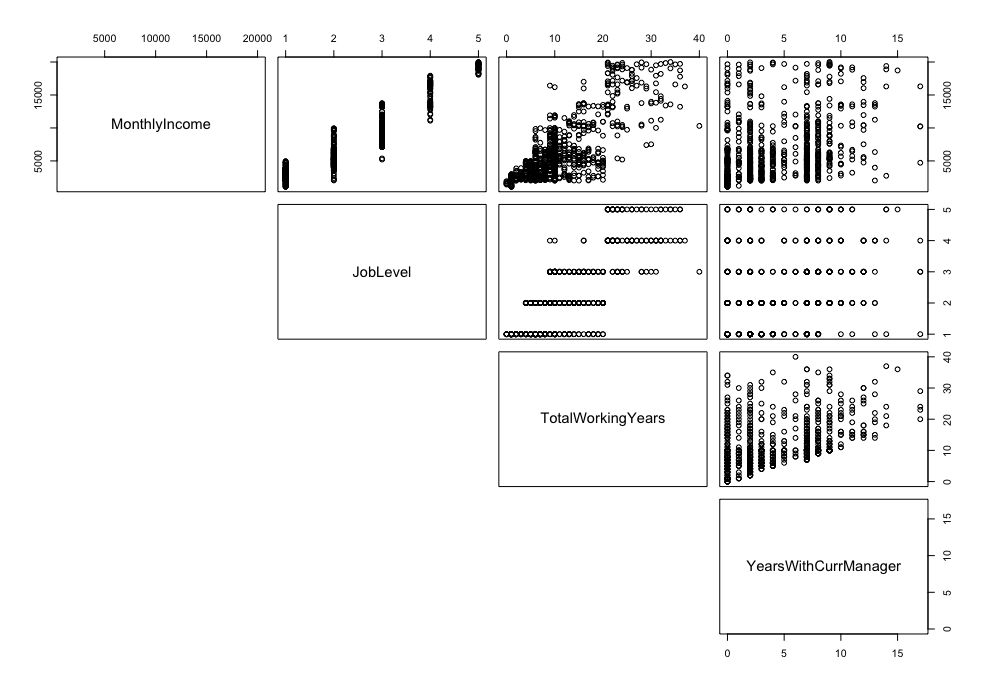 5000 10000 15000 20000 1 2 3 4 5 0 10 20 30 40 0 5 10 15
5000 15000
MonthlyIncome
5000 15000
JobLevel
1 2 3 4 5
TotalWorkingYears
0 10 20 30 40
YearsWithCurrManager
0 5 10 15
0 5 10 15